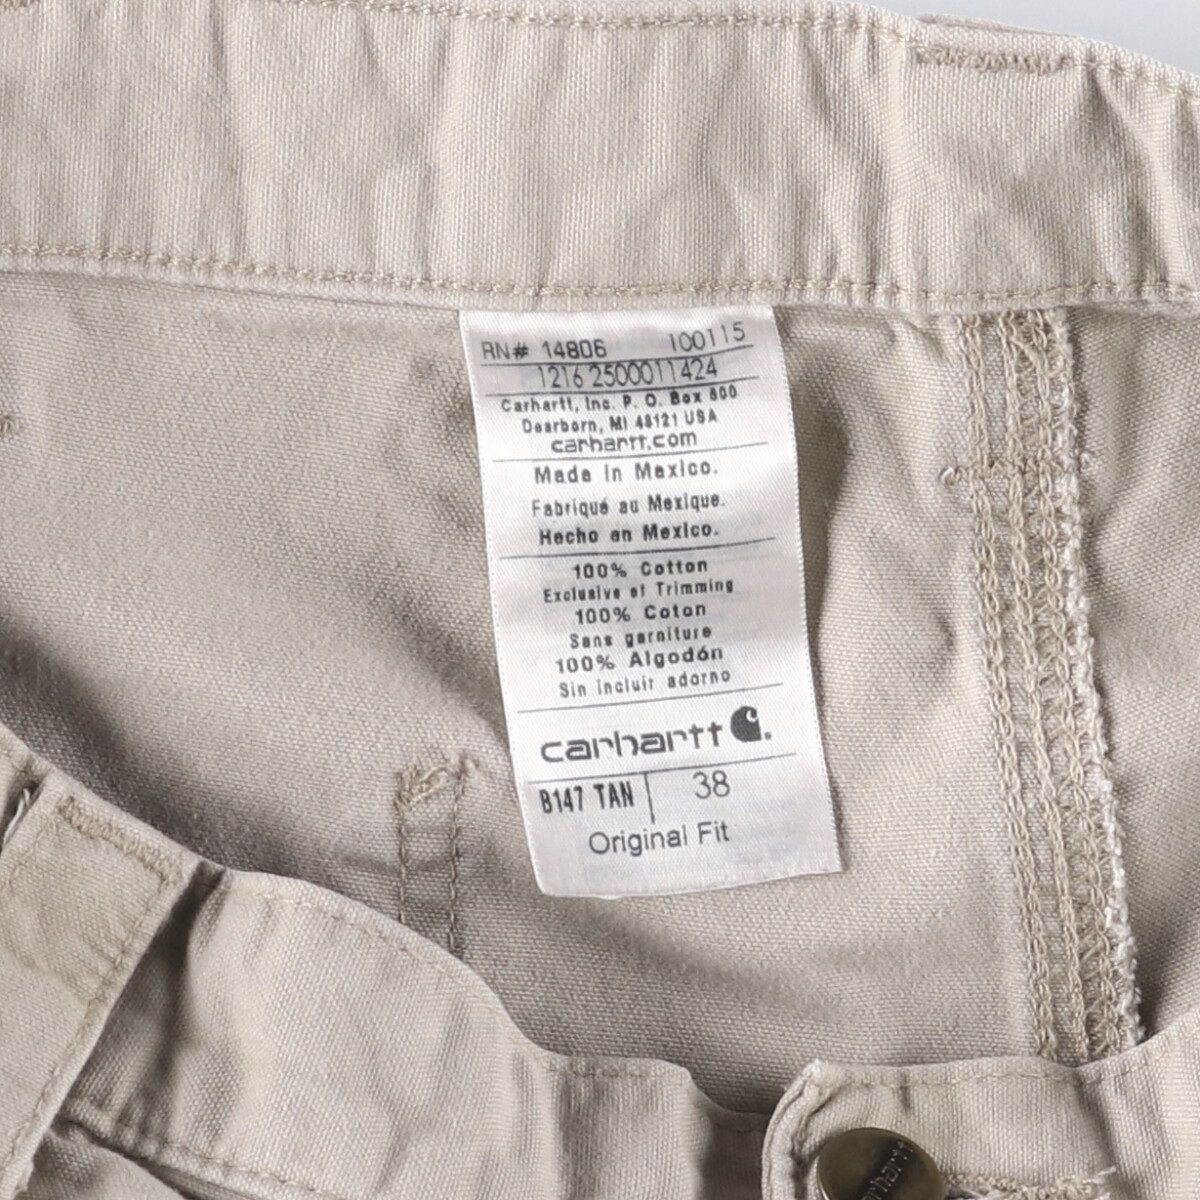 RN# 14806 100115
1216 2500011424
Carhartt, Inc. P. O. Box 600
Dearborn, MI 48121 USA
carhartt.com
Made in Mexico.
Fabriqué au Mexique.
Hecho en Mexico.
100% Cotton
Exclusive of Trimming
100% Coton
Sans garniture
100% Algodón
Sin incluir adorno
carhartt
B147 TAN 38
Original Fit
carhartt